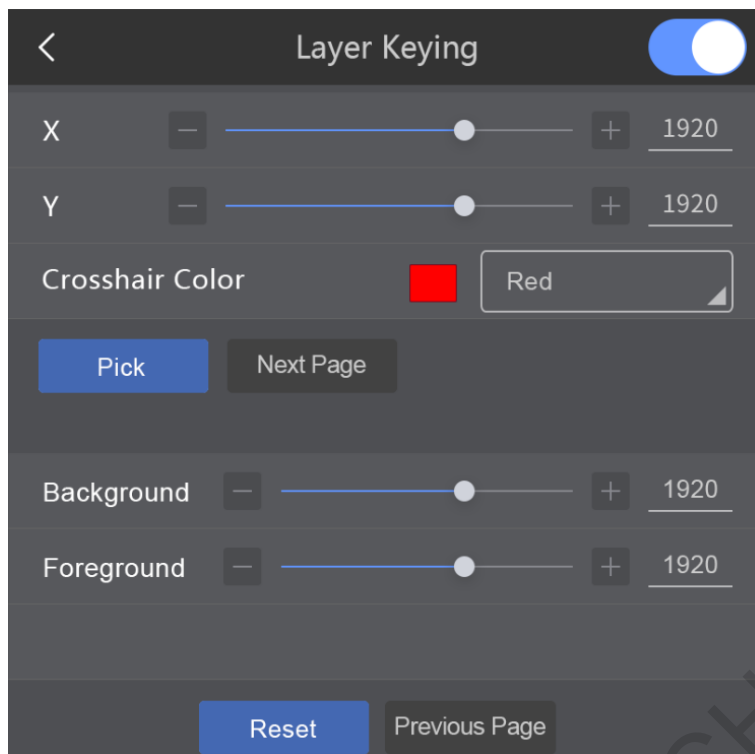 Layer Keying
X 1920
Y 1920
Crosshair Color Red
Pick Next Page
Background 1920
Foreground 1920
Reset Previous Page